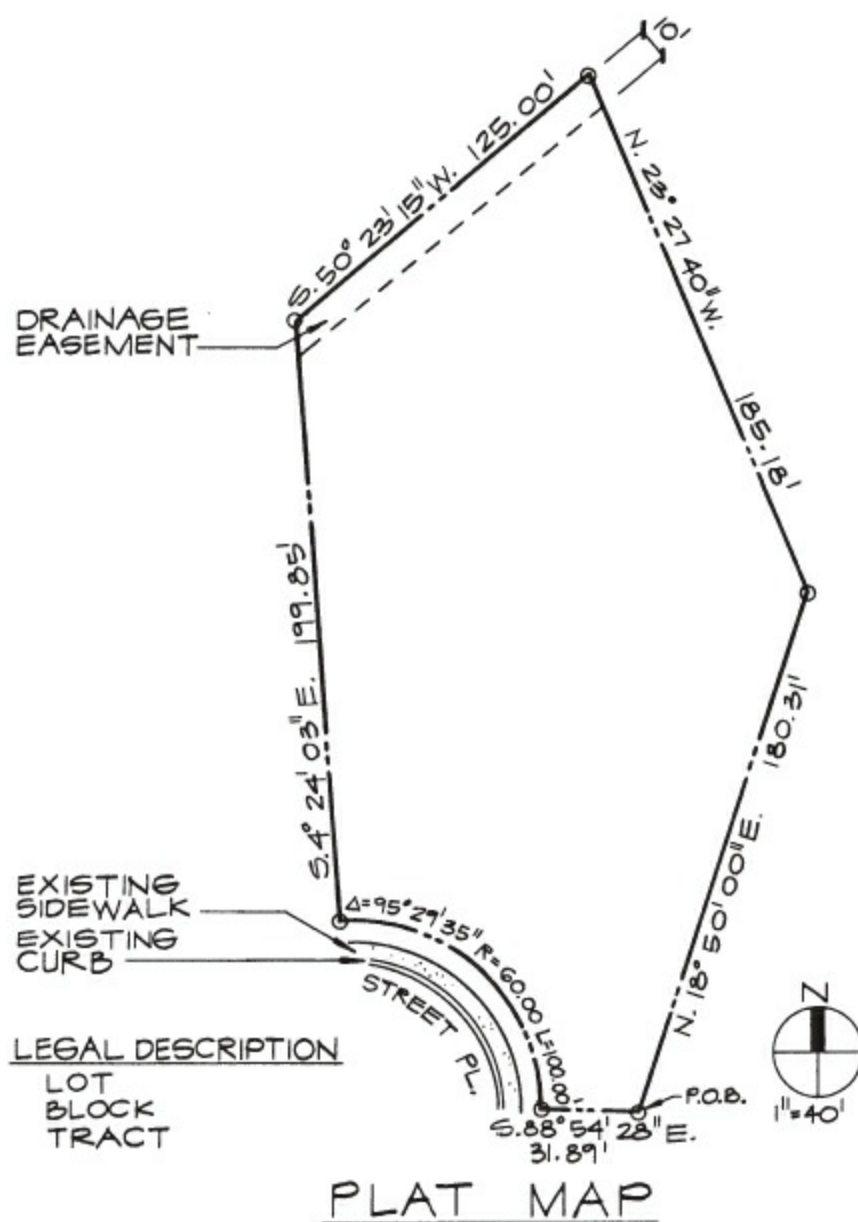 10'
S. 50° 23' 15" W. 125.00'
N. 23° 27 40" W. 185.18'
DRAINAGE
EASEMENT
S. 4° 24' 03" E. 199.85'
N. 18° 50' 00" E. 180.31'
EXISTING
SIDEWALK
EXISTING
CURB
Δ=95° 29' 35" R=60.00 L=100.00'
STREET PL.
LEGAL DESCRIPTION
LOT
BLOCK
TRACT
P.O.B.
S. 88° 54' 28" E.
31.89'
N
1"=40'
PLAT MAP